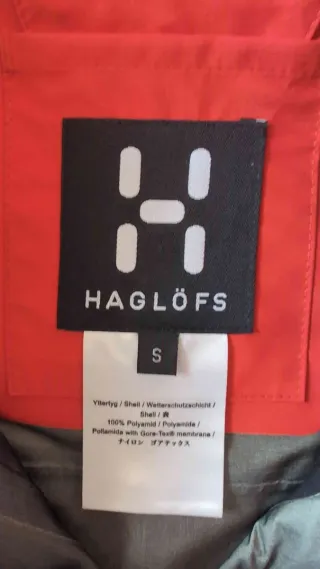 HAGLÖFS
S
Yttertyg / Shell / Wetterschutzschicht /
Shell / 表
100% Polyamid / Polyamide /
Poliamida with Gore-Tex® membrane /
ナイロン ゴアテックス